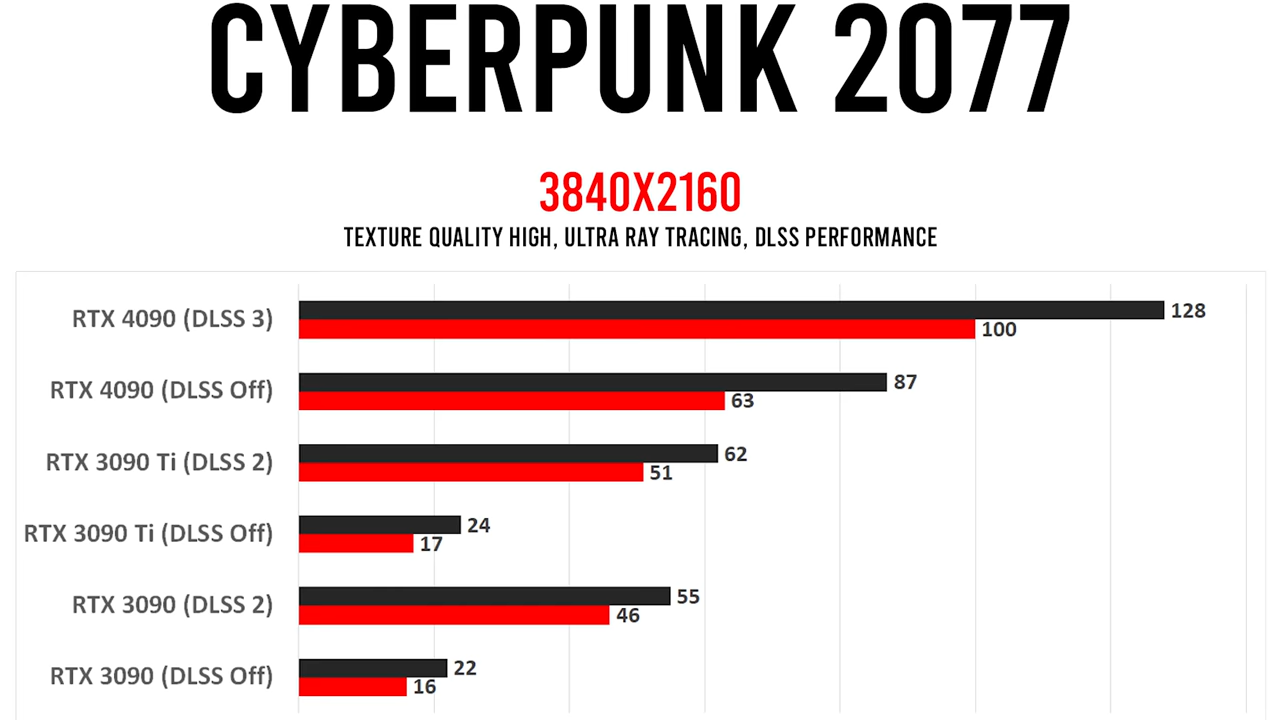 CYBERPUNK 2077
3840X2160
TEXTURE QUALITY HIGH, ULTRA RAY TRACING, DLSS PERFORMANCE
RTX 4090 (DLSS 3)
128
100
RTX 4090 (DLSS Off)
87
63
RTX 3090 Ti (DLSS 2)
62
51
RTX 3090 Ti (DLSS Off)
24
17
RTX 3090 (DLSS 2)
55
46
RTX 3090 (DLSS Off)
22
16